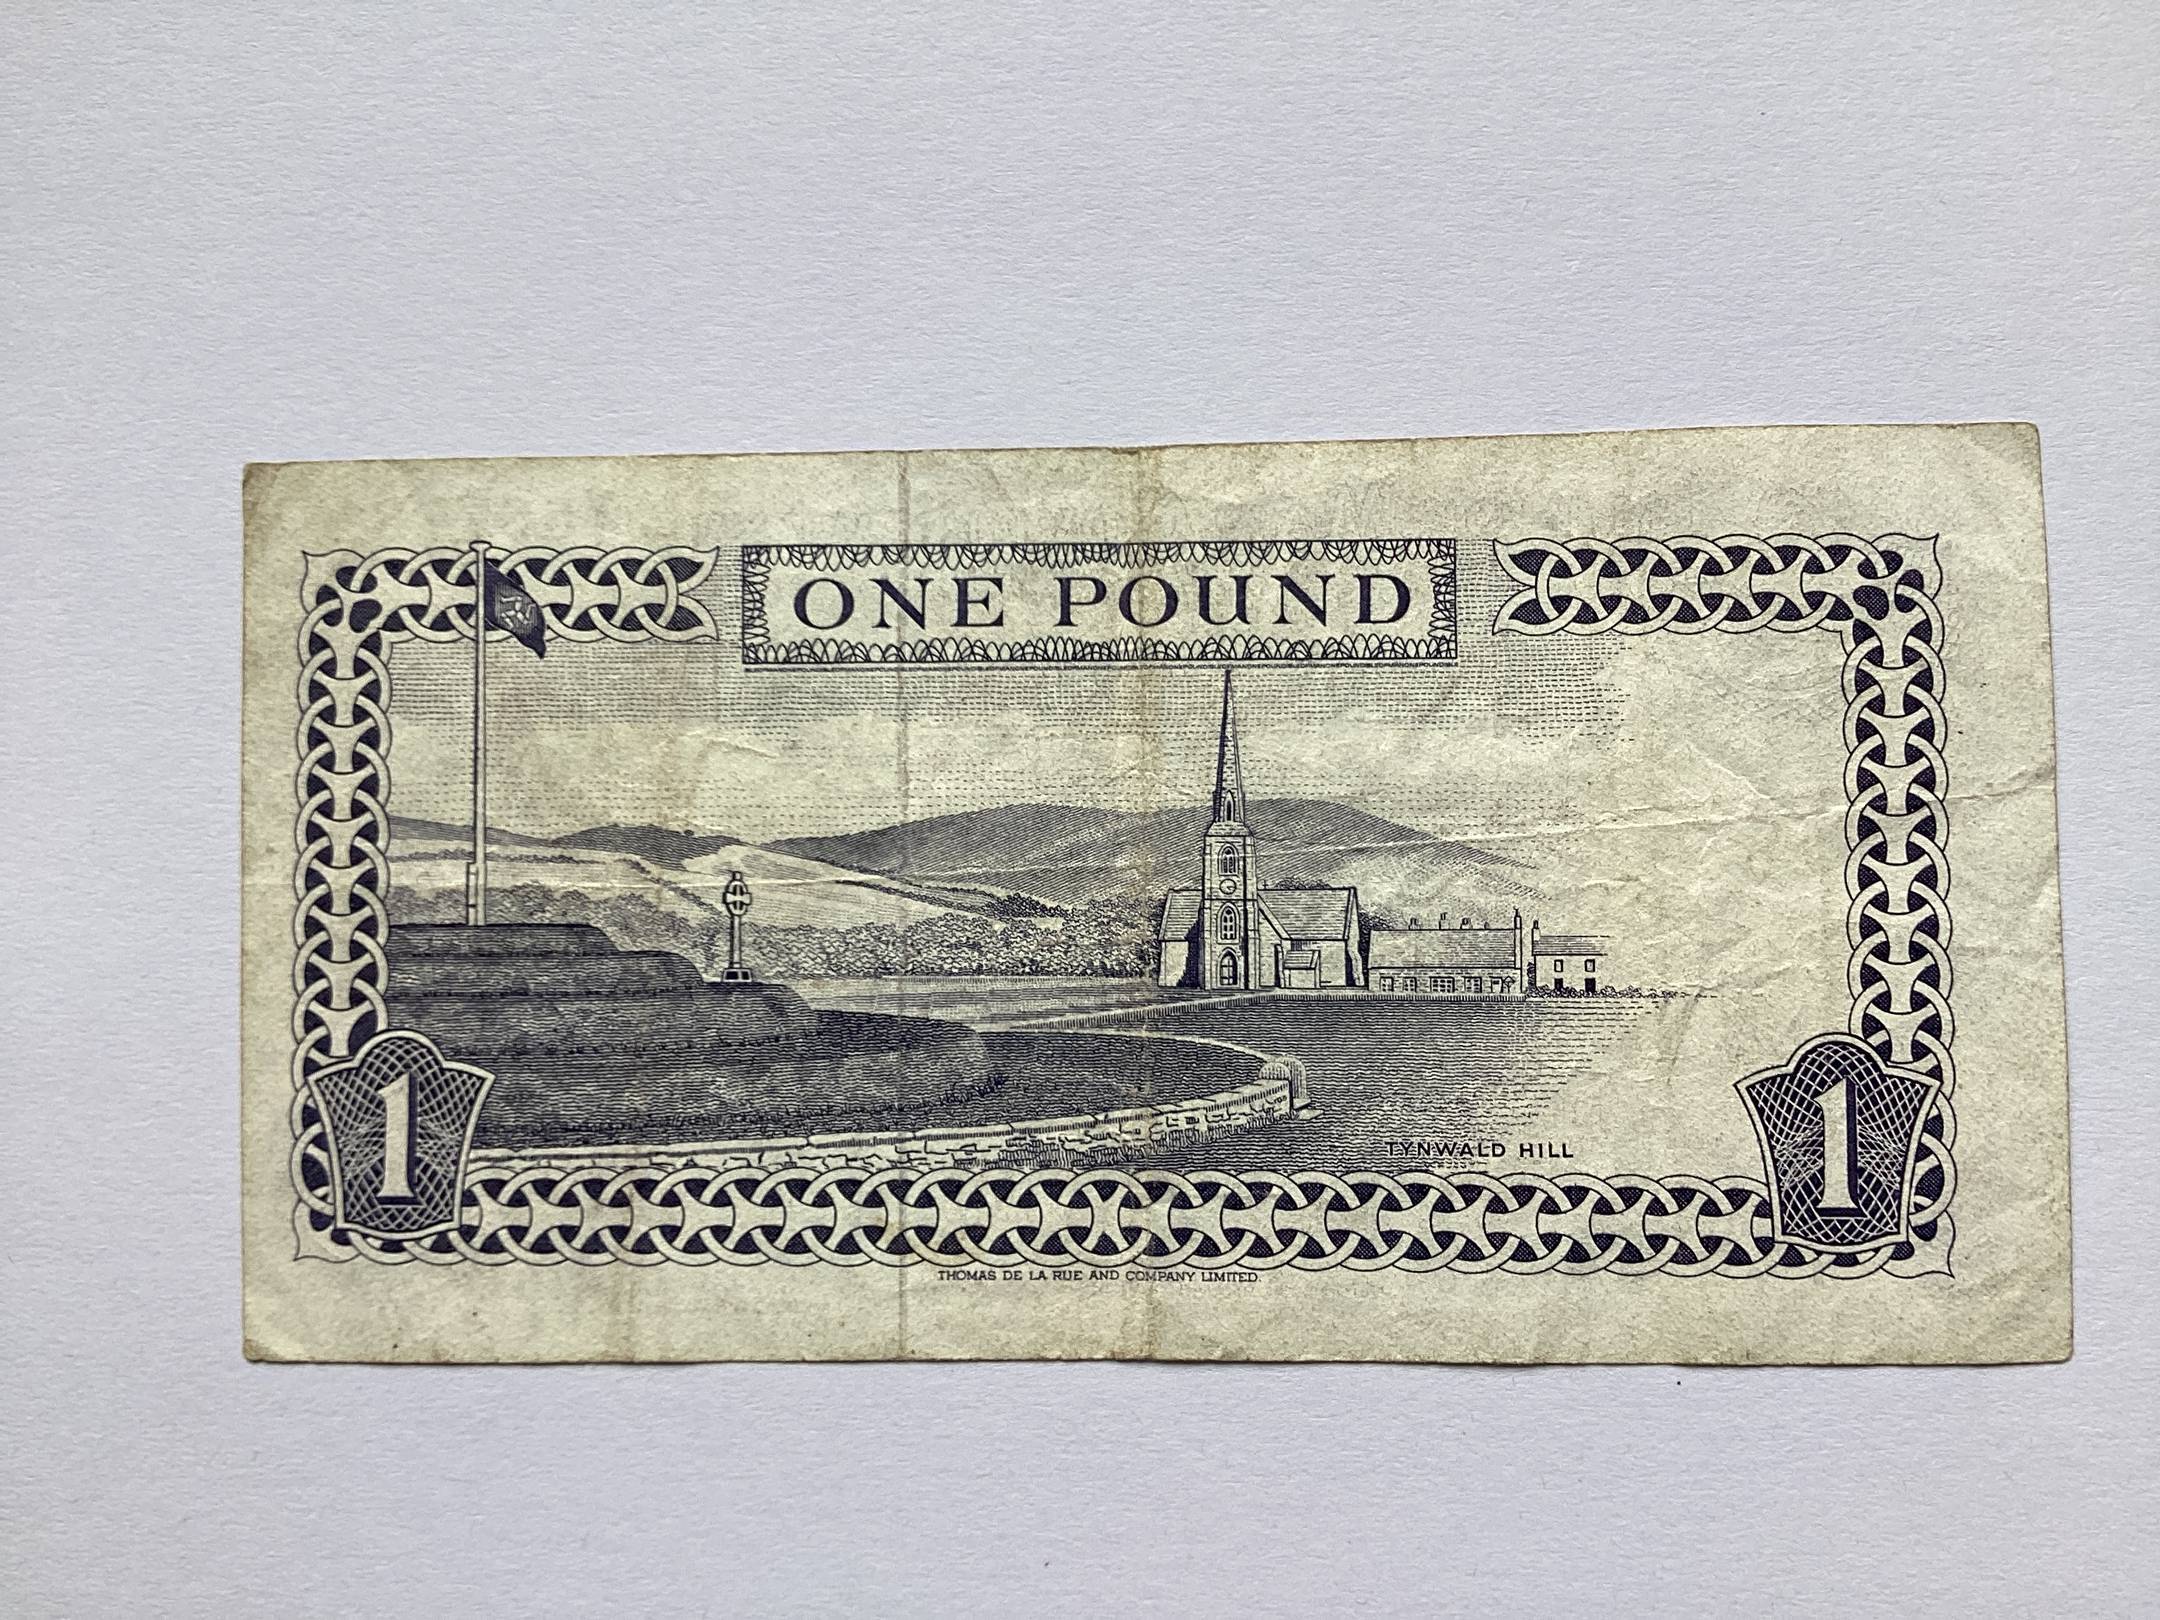 ONE POUND
TYNWALD HILL
1
1
THOMAS DE LA RUE AND COMPANY LIMITED.